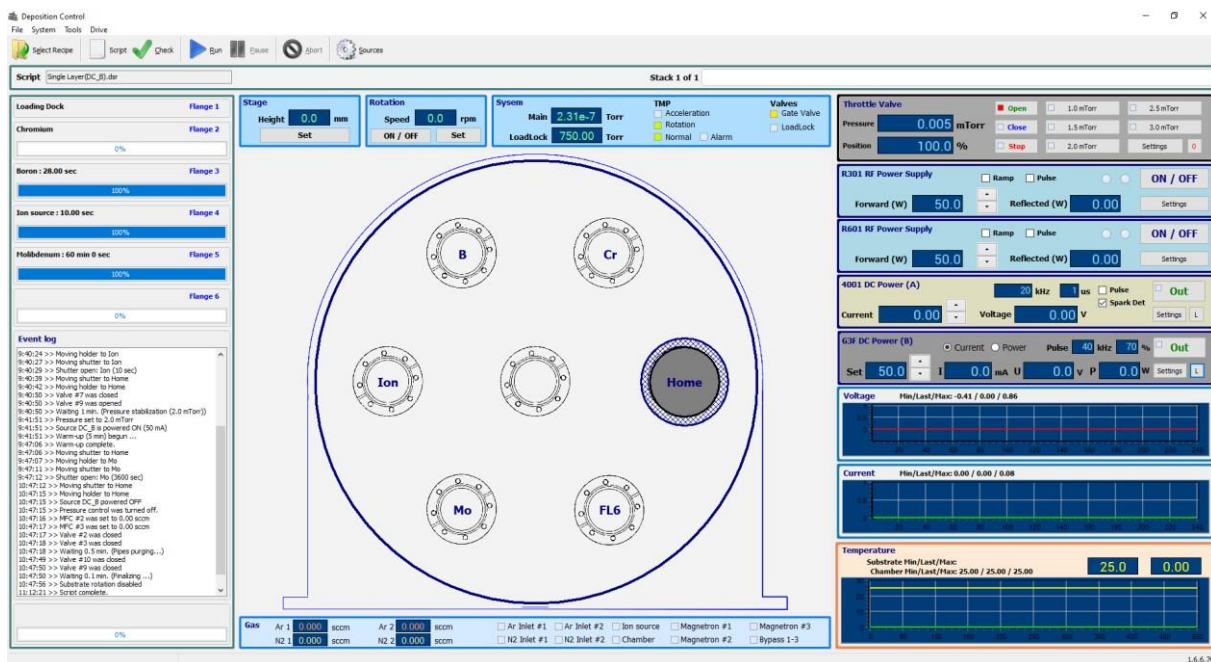 Deposition Control
File System Tools Drive
Select Recipe Script Check Run Pause Abort Sources
Script Single Layer(DC_B).dsr Stack 1 of 1
Loading Dock Flange 1
Chromium Flange 2
0%
Boron : 28.00 sec Flange 3
100%
Ion source : 10.00 sec Flange 4
100%
Molibdenum : 60 min 0 sec Flange 5
100%
Flange 6
0%
Event log
9:40:24 >> Moving holder to Ion
9:40:27 >> Moving shutter to Ion
9:40:29 >> Shutter open: Ion (10 sec)
9:40:39 >> Moving shutter to Home
9:40:42 >> Moving holder to Home
9:40:50 >> Valve #7 was closed
9:40:50 >> Valve #9 was opened
9:40:50 >> Waiting 1 min. (Pressure stabilization (2.0 mTorr))
9:41:51 >> Pressure set to 2.0 mTorr
9:41:51 >> Source DC_B is powered ON (50 mA)
9:41:51 >> Warm-up (5 min) begun ...
9:47:06 >> Warm-up complete.
9:47:06 >> Moving shutter to Home
9:47:07 >> Moving holder to Mo
9:47:11 >> Moving shutter to Mo
9:47:12 >> Shutter open: Mo (3600 sec)
10:47:12 >> Moving shutter to Home
10:47:15 >> Moving holder to Home
10:47:15 >> Source DC_B powered OFF
10:47:15 >> Pressure control was turned off.
10:47:16 >> MFC #2 was set to 0.00 sccm
10:47:17 >> MFC #3 was set to 0.00 sccm
10:47:17 >> Valve #2 was closed
10:47:18 >> Valve #3 was closed
10:47:18 >> Waiting 0.5 min. (Pipes purging...)
10:47:49 >> Valve #10 was closed
10:47:50 >> Valve #9 was closed
10:47:50 >> Waiting 0.1 min. (Finalizing ...)
10:47:56 >> Substrate rotation disabled
11:12:21 >> Script complete.
0%
Stage
Height 0.0 mm
Set
Rotation
Speed 0.0 rpm
ON / OFF Set
Sysem
Main 2.31e-7 Torr
LoadLock 750.00 Torr
TMP
Acceleration
Rotation
Normal Alarm
Valves
Gate Valve
LoadLock
B Cr
Ion Home
Mo FL6
Gas Ar 1 0.000 sccm Ar 2 0.000 sccm Ar Inlet #1 Ar Inlet #2 Ion source Magnetron #1 Magnetron #3
N2 1 0.000 sccm N2 2 0.000 sccm N2 Inlet #1 N2 Inlet #2 Chamber Magnetron #2 Bypass 1-3
Throttle Valve Open 1.0 mTorr 2.5 mTorr
Pressure 0.005 mTorr Close 1.5 mTorr 3.0 mTorr
Position 100.0 % Stop 2.0 mTorr Settings 0
R301 RF Power Supply Ramp Pulse ON / OFF
Forward (W) 50.0 Reflected (W) 0.00 Settings
R601 RF Power Supply Ramp Pulse ON / OFF
Forward (W) 50.0 Reflected (W) 0.00 Settings
4001 DC Power (A) 20 kHz 1 us Pulse Out
Spark Det
Current 0.00 Voltage 0.00 V Settings L
G3F DC Power (B) Current Power Pulse 40 kHz 70 % Out
Set 50.0 I 0.0 mA U 0.0 V P 0.0 W Settings L
Voltage Min/Last/Max: -0.41 / 0.00 / 0.86
20 40 60 80 100 120 140 160 180 200 220 240
Current Min/Last/Max: 0.00 / 0.00 / 0.08
20 40 60 80 100 120 140 160 180 200 220 240
Temperature
Substrate Min/Last/Max:
Chamber Min/Last/Max: 25.00 / 25.00 / 25.00
25.0 0.00